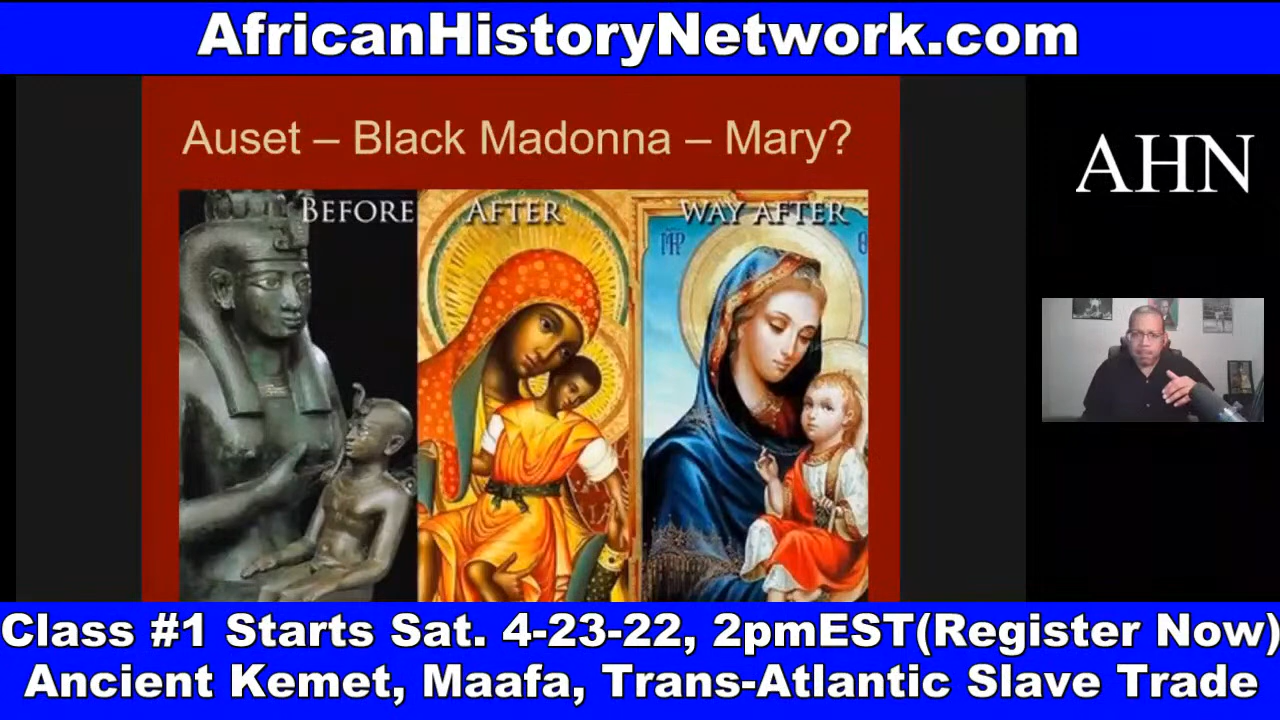 AfricanHistoryNetwork.com
Auset – Black Madonna – Mary?
AHN
BEFORE
AFTER
WAY AFTER
Class #1 Starts Sat. 4-23-22, 2pmEST(Register Now)
Ancient Kemet, Maafa, Trans-Atlantic Slave Trade